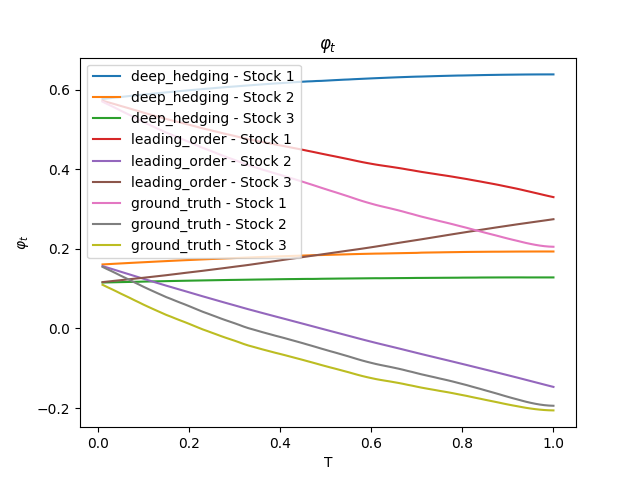 φt
deep_hedging - Stock 1
deep_hedging - Stock 2
deep_hedging - Stock 3
leading_order - Stock 1
leading_order - Stock 2
leading_order - Stock 3
ground_truth - Stock 1
ground_truth - Stock 2
ground_truth - Stock 3
φt
0.6
0.4
0.2
0.0
−0.2
0.0 0.2 0.4 0.6 0.8 1.0
T